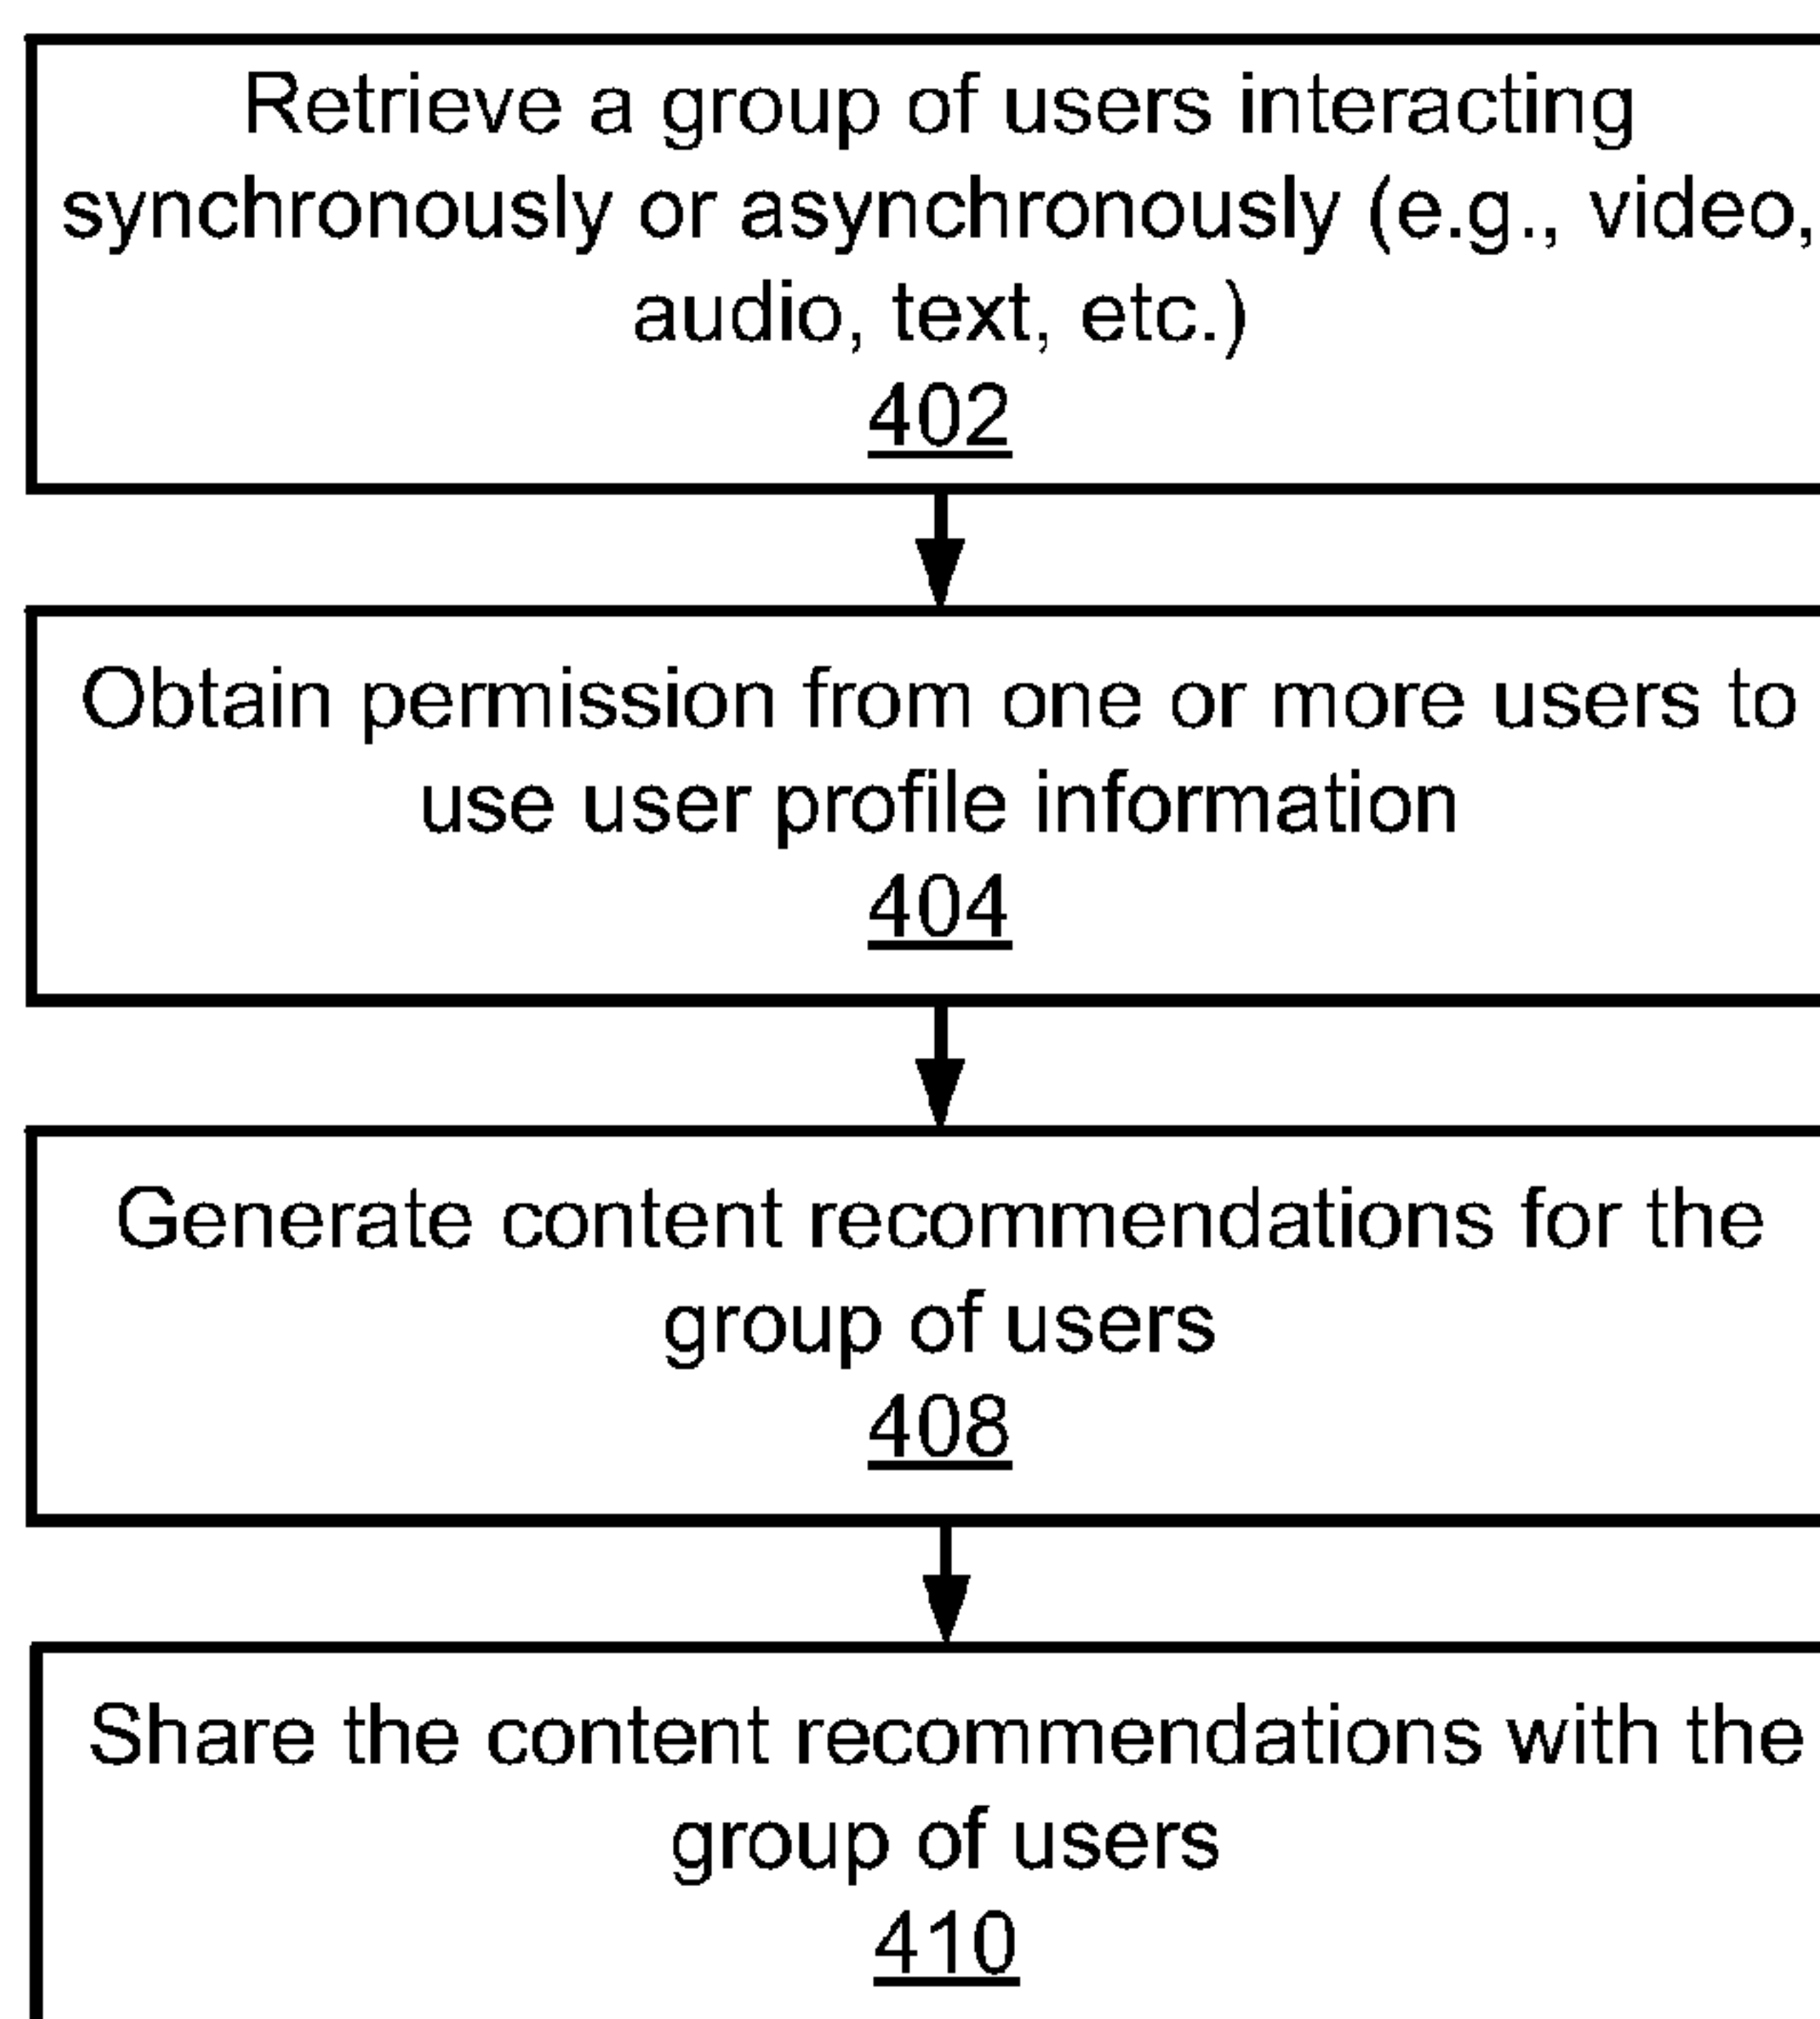 Retrieve a group of users interacting
synchronously or asynchronously (e.g., video,
audio, text, etc.)
402
Obtain permission from one or more users to
use user profile information
404
Generate content recommendations for the
group of users
408
Share the content recommendations with the
group of users
410